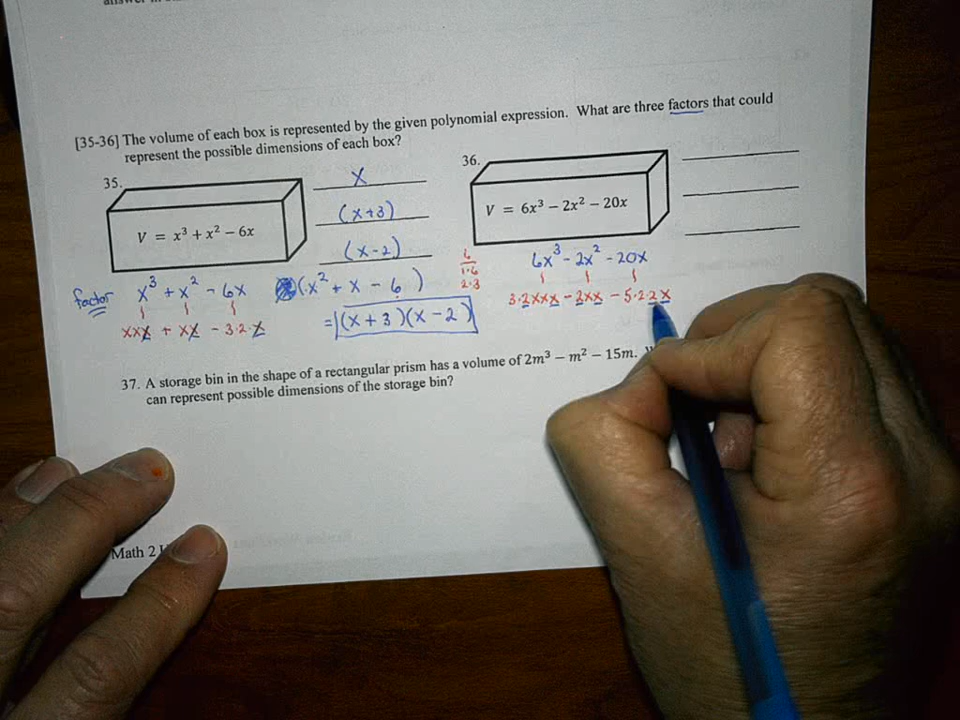 [35-36] The volume of each box is represented by the given polynomial expression. What are three factors that could
represent the possible dimensions of each box?
35.
V = x³ + x² − 6x
x
(x+3)
(x−2)
factor
x³ + x² − 6x
xxx + xx − 3·2·x
(x² + x − 6)
= (x+3)(x−2)
6
1·6
2·3
36.
V = 6x³ − 2x² − 20x
6x³ − 2x² − 20x
3·2xxx − 2xx − 5·2·2x
37. A storage bin in the shape of a rectangular prism has a volume of 2m³ − m² − 15m.
can represent possible dimensions of the storage bin?
Math 2